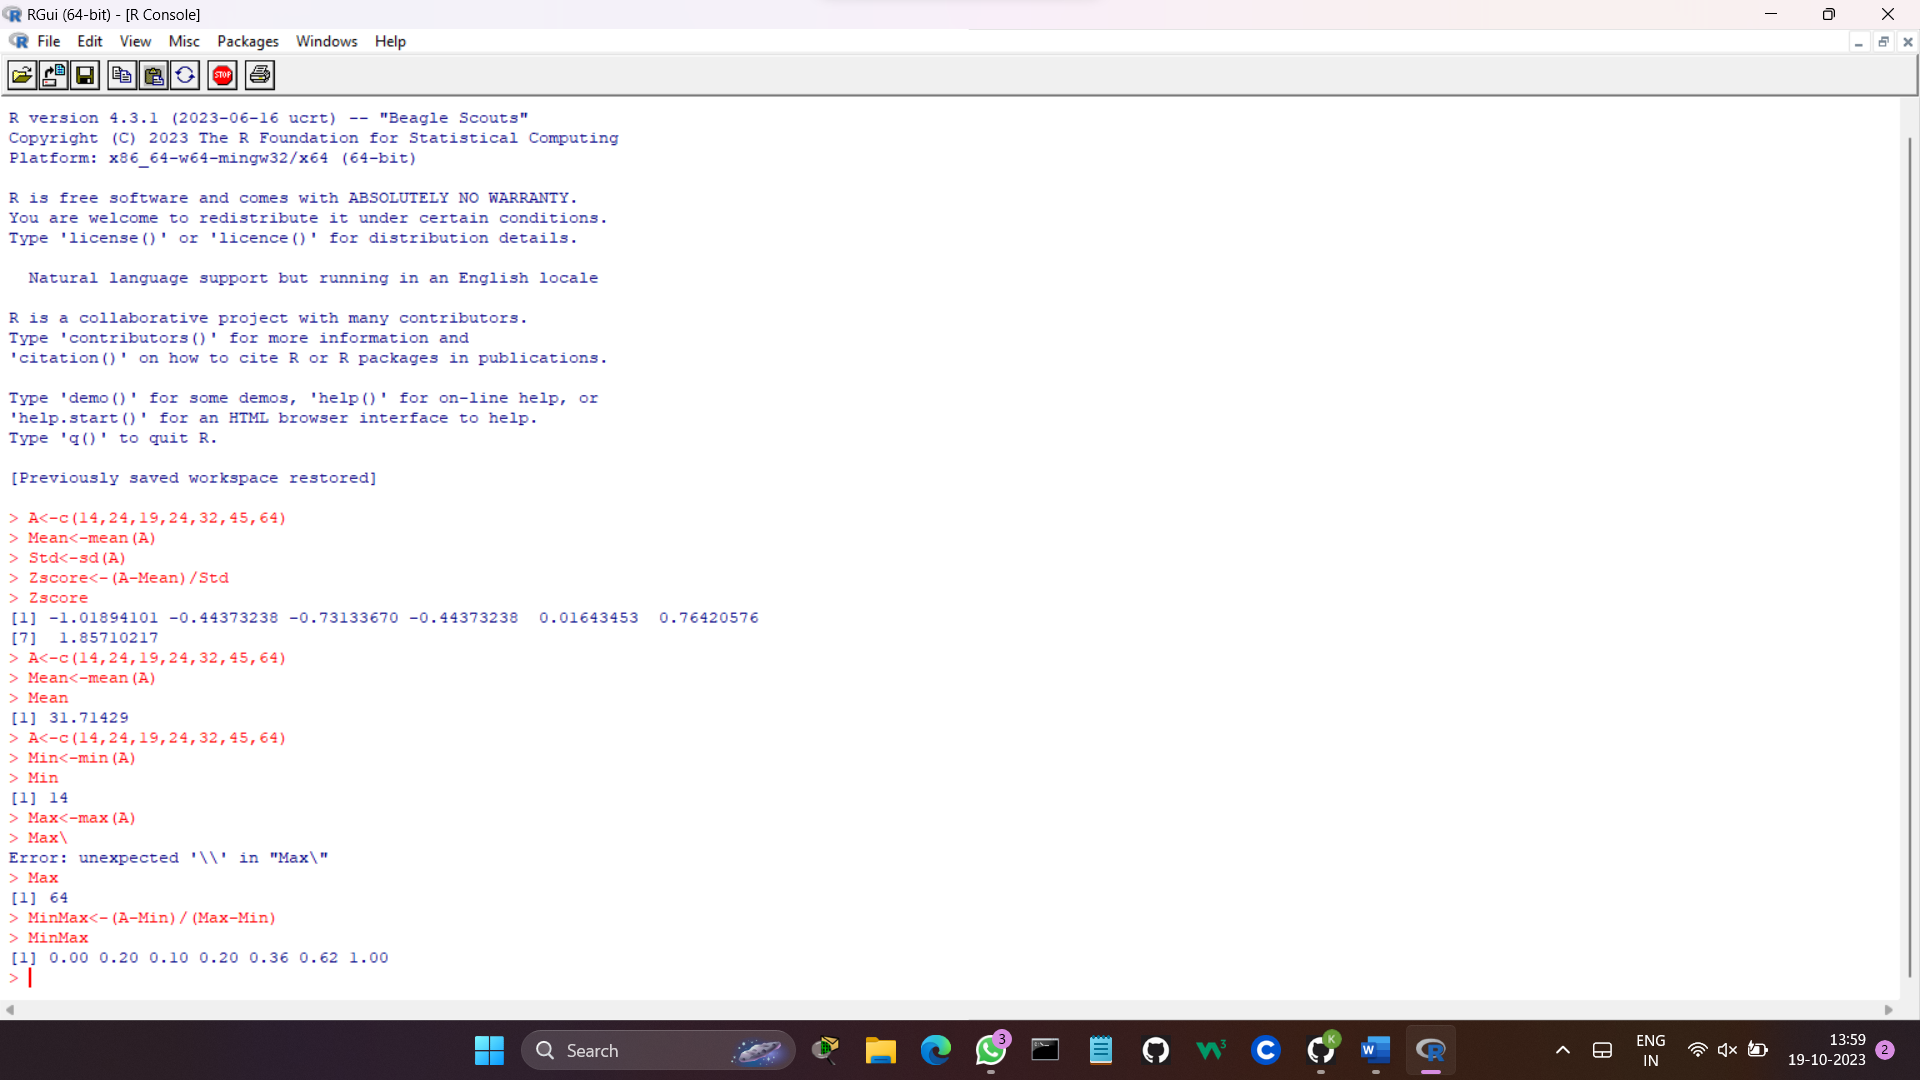 RGui (64-bit) - [R Console]
File Edit View Misc Packages Windows Help
STOP
R version 4.3.1 (2023-06-16 ucrt) -- "Beagle Scouts"
Copyright (C) 2023 The R Foundation for Statistical Computing
Platform: x86_64-w64-mingw32/x64 (64-bit)
R is free software and comes with ABSOLUTELY NO WARRANTY.
You are welcome to redistribute it under certain conditions.
Type 'license()' or 'licence()' for distribution details.
Natural language support but running in an English locale
R is a collaborative project with many contributors.
Type 'contributors()' for more information and
'citation()' on how to cite R or R packages in publications.
Type 'demo()' for some demos, 'help()' for on-line help, or
'help.start()' for an HTML browser interface to help.
Type 'q()' to quit R.
[Previously saved workspace restored]
> A<-c(14,24,19,24,32,45,64)
> Mean<-mean(A)
> Std<-sd(A)
> Zscore<-(A-Mean)/Std
> Zscore
[1] -1.01894101 -0.44373238 -0.73133670 -0.44373238  0.01643453  0.76420576
[7]  1.85710217
> A<-c(14,24,19,24,32,45,64)
> Mean<-mean(A)
> Mean
[1] 31.71429
> A<-c(14,24,19,24,32,45,64)
> Min<-min(A)
> Min
[1] 14
> Max<-max(A)
> Max\
Error: unexpected '\\' in "Max\"
> Max
[1] 64
> MinMax<-(A-Min)/(Max-Min)
> MinMax
[1] 0.00 0.20 0.10 0.20 0.36 0.62 1.00
>
Search
3
K
ENG
IN
13:59
19-10-2023
2